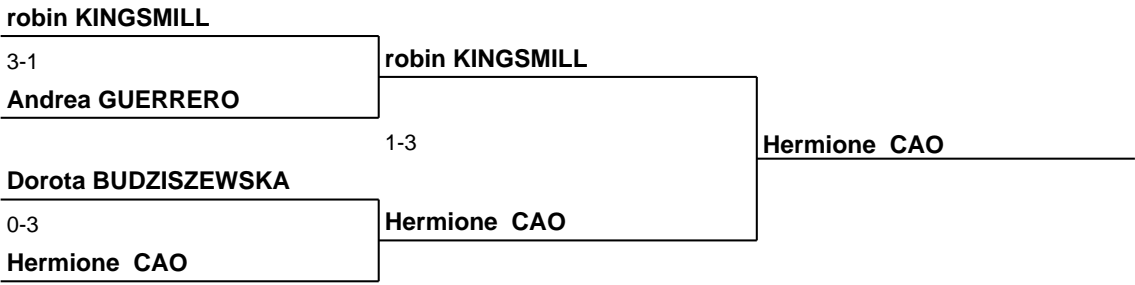 robin KINGSMILL
3-1
robin KINGSMILL
Andrea GUERRERO
1-3
Hermione  CAO
Dorota BUDZISZEWSKA
0-3
Hermione  CAO
Hermione  CAO